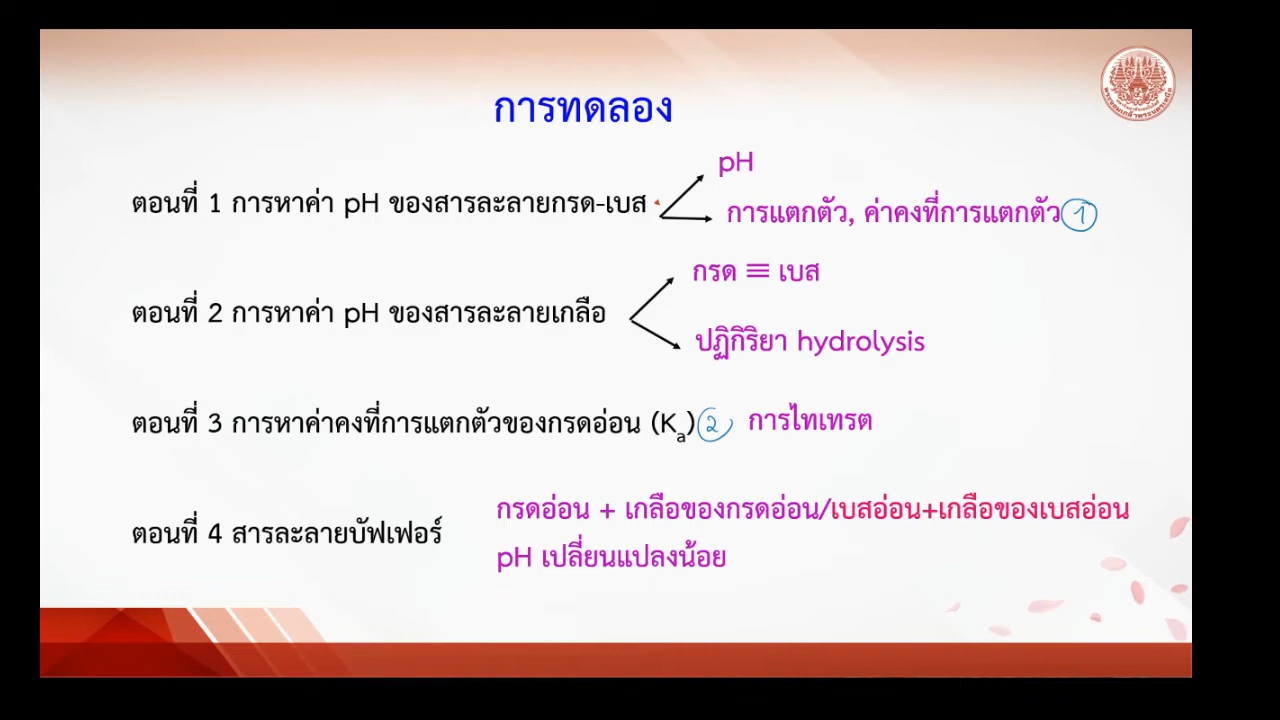 การทดลอง
ตอนที่ 1 การหาค่า pH ของสารละลายกรด-เบส
pH
การแตกตัว, ค่าคงที่การแตกตัว 1
ตอนที่ 2 การหาค่า pH ของสารละลายเกลือ
กรด ≡ เบส
ปฏิกิริยา hydrolysis
ตอนที่ 3 การหาค่าคงที่การแตกตัวของกรดอ่อน (Ka) 2 การไทเทรต
ตอนที่ 4 สารละลายบัฟเฟอร์
กรดอ่อน + เกลือของกรดอ่อน/เบสอ่อน+เกลือของเบสอ่อน
pH เปลี่ยนแปลงน้อย